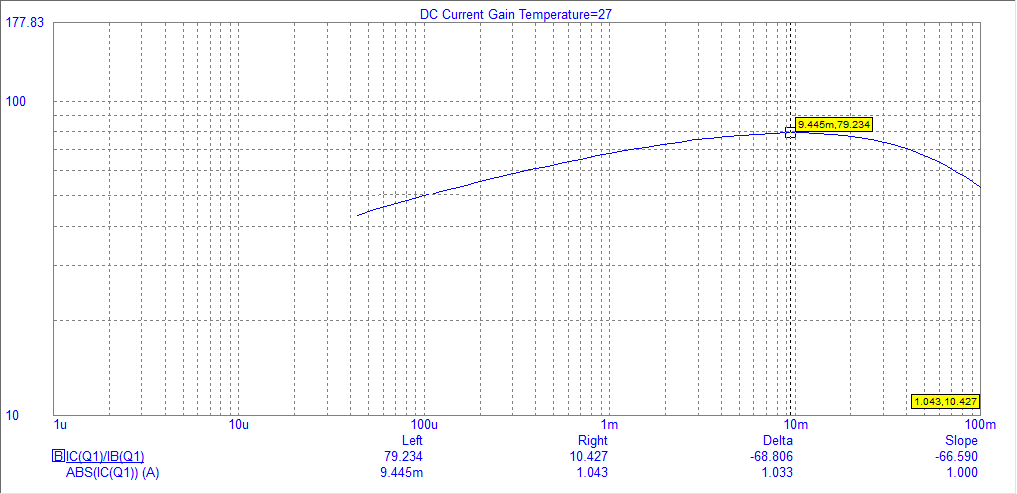 DC Current Gain Temperature=27
177.83
100
9.445m,79.234
1.043,10.427
10
1u 10u 100u 1m 10m 100m
Left Right Delta Slope
B IC(Q1)/IB(Q1) 79.234 10.427 -68.806 -66.590
ABS(IC(Q1)) (A) 9.445m 1.043 1.033 1.000